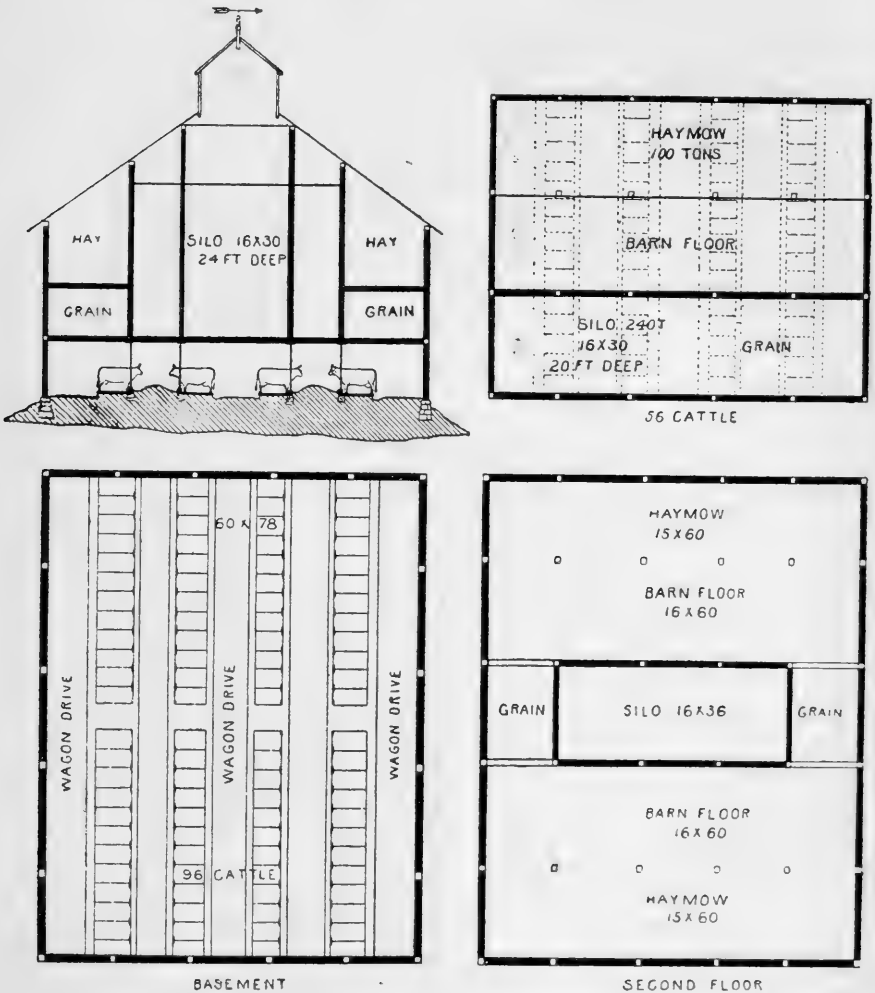 HAY
SILO 16X30
24 FT DEEP
HAY
GRAIN
GRAIN
HAYMOW
100 TONS
BARN FLOOR
SILO 240T
16X30
20 FT DEEP
GRAIN
56 CATTLE
60 X 78
WAGON DRIVE
WAGON DRIVE
WAGON DRIVE
96 CATTLE
BASEMENT
HAYMOW
15X60
BARN FLOOR
16X60
GRAIN
SILO 16X36
GRAIN
BARN FLOOR
16X60
HAYMOW
15X60
SECOND FLOOR